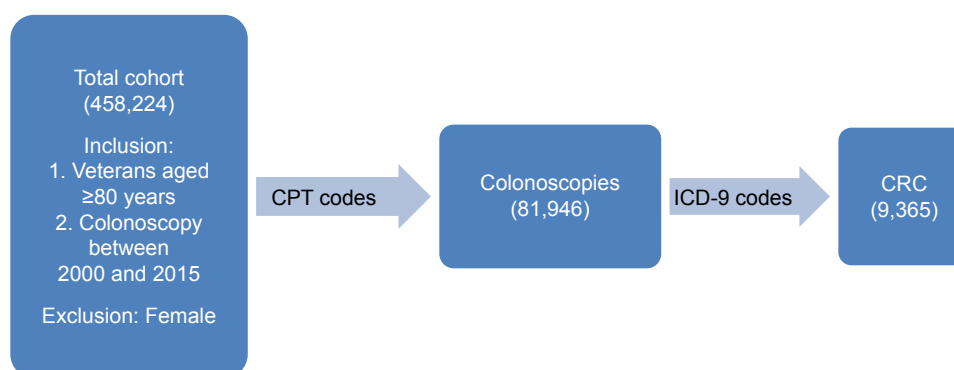 Total cohort
(458,224)
Inclusion:
1. Veterans aged
≥80 years
2. Colonoscopy
between
2000 and 2015
Exclusion: Female
CPT codes
Colonoscopies
(81,946)
ICD-9 codes
CRC
(9,365)